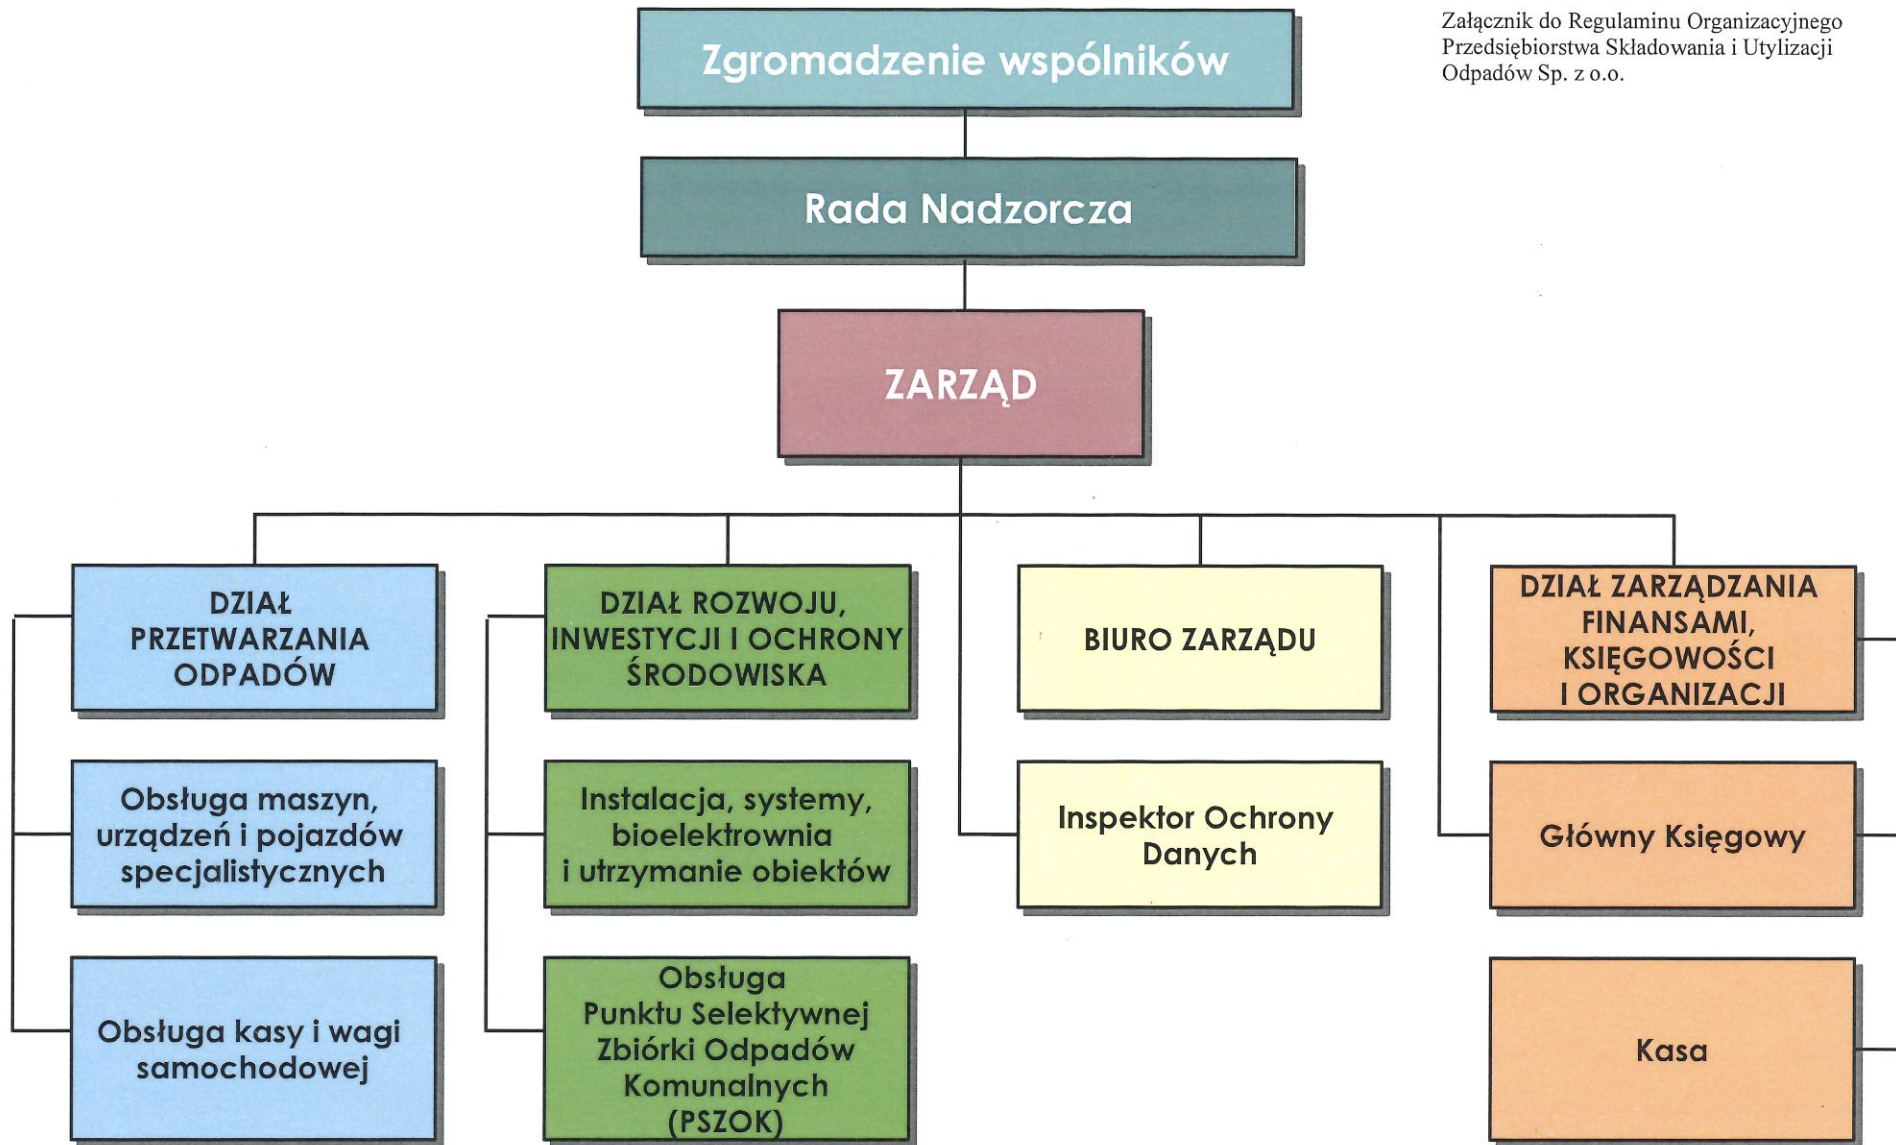 Załącznik do Regulaminu Organizacyjnego
Przedsiębiorstwa Składowania i Utylizacji
Odpadów Sp. z o.o.
Zgromadzenie wspólników
Rada Nadzorcza
ZARZĄD
DZIAŁ
PRZETWARZANIA
ODPADÓW
DZIAŁ ROZWOJU,
INWESTYCJI I OCHRONY
ŚRODOWISKA
BIURO ZARZĄDU
DZIAŁ ZARZĄDZANIA
FINANSAMI,
KSIĘGOWOŚCI
I ORGANIZACJI
Obsługa maszyn,
urządzeń i pojazdów
specjalistycznych
Instalacja, systemy,
bioelektrownia
i utrzymanie obiektów
Inspektor Ochrony
Danych
Główny Księgowy
Obsługa kasy i wagi
samochodowej
Obsługa
Punktu Selektywnej
Zbiórki Odpadów
Komunalnych
(PSZOK)
Kasa